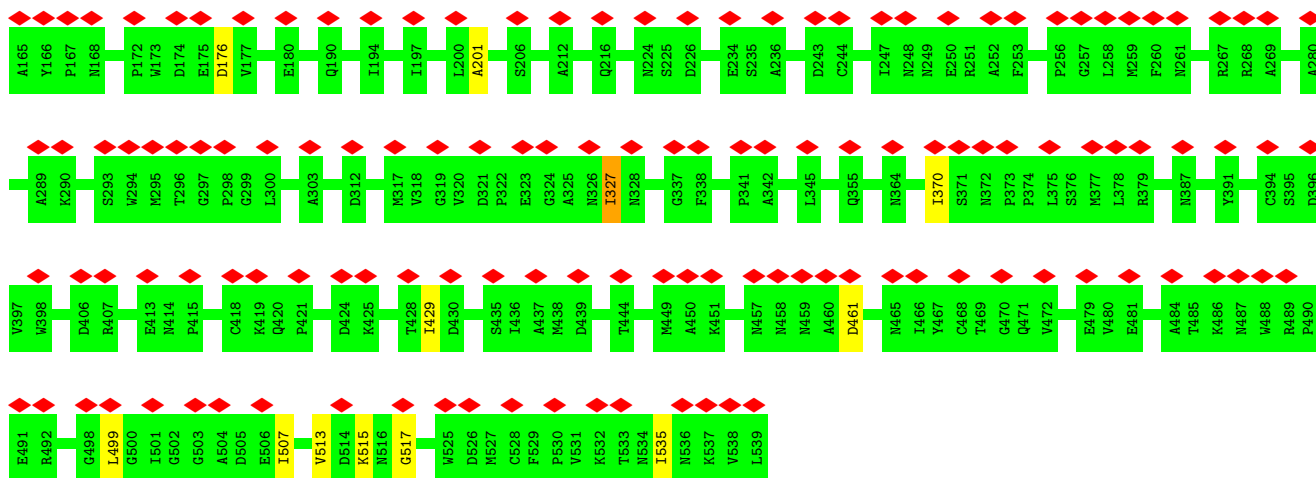 A165 Y166 P167 N168 P172 W173 D174 E175 D176 V177 E180 Q190 I194 I197 L200 A201 S206 A212 Q216 N224 S225 D226 E234 S235 A236 D243 C244 I247 N248 N249 E250 R251 A252 F253 P256 G257 L258 M259 F260 N261 R267 R268 A269 A280
A289 K290 S293 W294 M295 T296 G297 P298 G299 L300 A303 D312 M317 V318 G319 V320 D321 P322 E323 G324 A325 N326 I327 N328 G337 F338 P341 A342 L345 Q355 N364 I370 S371 N372 P373 P374 L375 S376 M377 L378 R379 N387 Y391 C394 S395 D396
V397 W398 D406 R407 E413 N414 P415 C418 K419 Q420 P421 D424 K425 T428 I429 D430 S435 I436 A437 M438 D439 T444 M449 A450 K451 N457 N458 N459 A460 D461 N465 I466 Y467 C468 T469 G470 Q471 V472 E479 V480 E481 A484 T485 K486 N487 W488 R489 P490
E491 R492 G498 L499 G500 I501 G502 G503 A504 D505 E506 I507 V513 D514 K515 N516 G517 W525 D526 M527 C528 F529 P530 V531 K532 T533 N534 I535 N536 K537 V538 L539